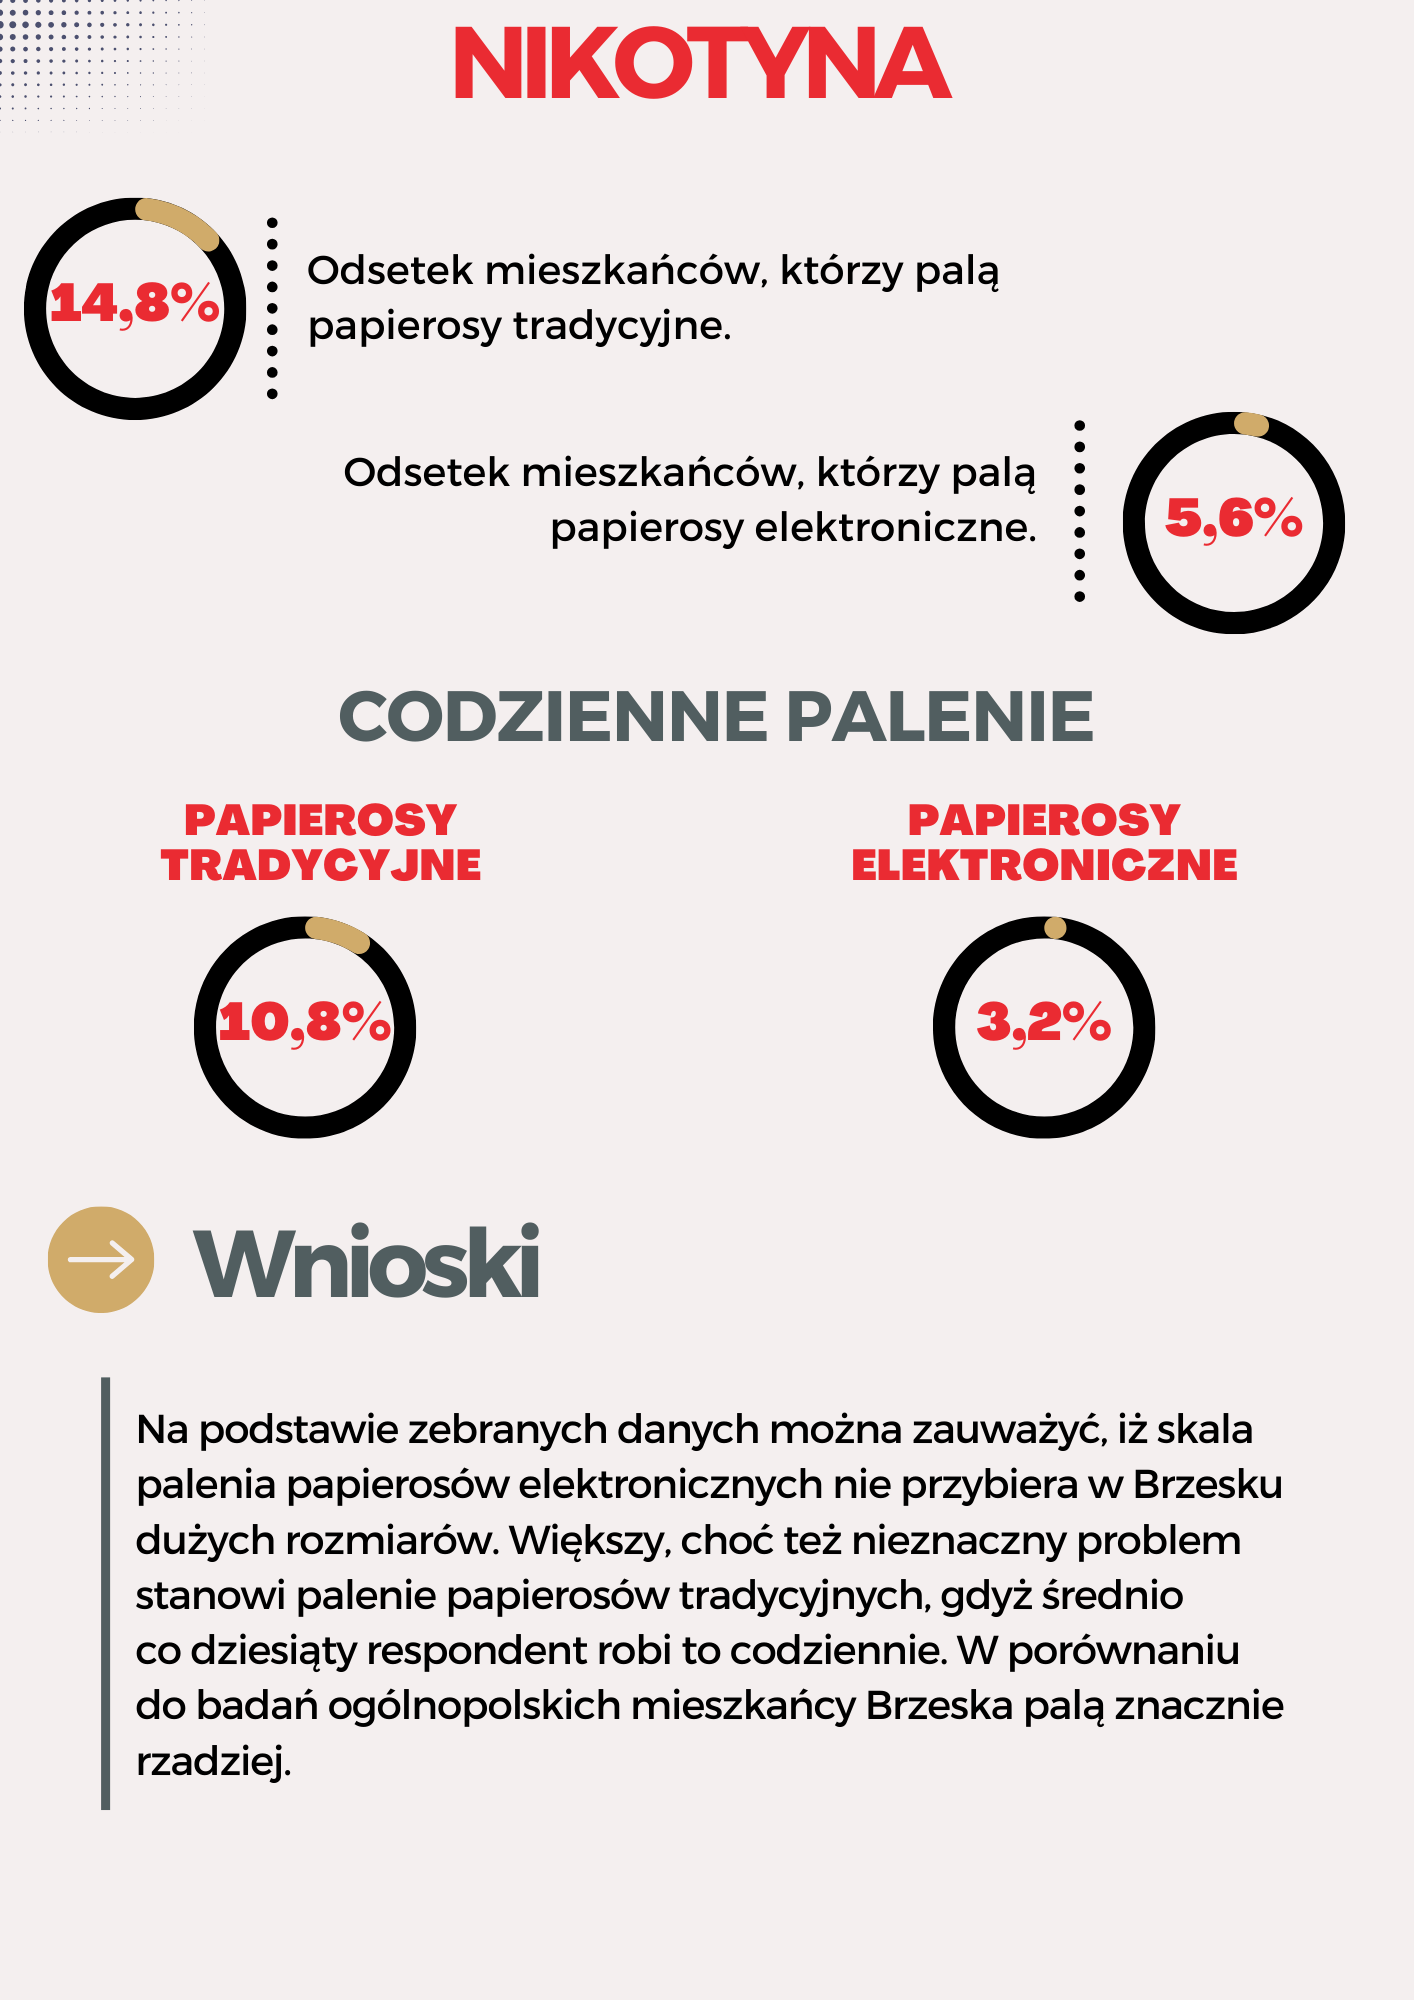 NIKOTYNA
14,8%
Odsetek mieszkańców, którzy palą
papierosy tradycyjne.
Odsetek mieszkańców, którzy palą
papierosy elektroniczne.
5,6%
CODZIENNE PALENIE
PAPIEROSY
TRADYCYJNE
10,8%
PAPIEROSY
ELEKTRONICZNE
3,2%
Wnioski
Na podstawie zebranych danych można zauważyć, iż skala
palenia papierosów elektronicznych nie przybiera w Brzesku
dużych rozmiarów. Większy, choć też nieznaczny problem
stanowi palenie papierosów tradycyjnych, gdyż średnio
co dziesiąty respondent robi to codziennie. W porównaniu
do badań ogólnopolskich mieszkańcy Brzeska palą znacznie
rzadziej.